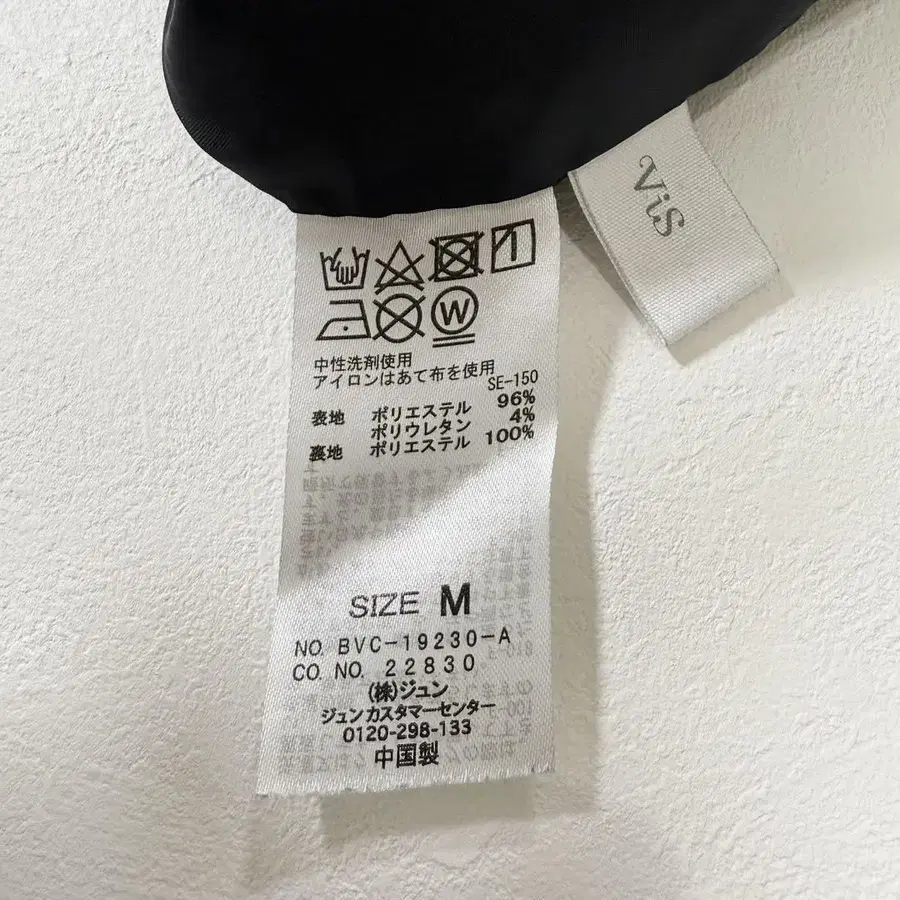 ViS
W
中性洗剤使用
アイロンはあて布を使用
SE-150
表地 ポリエステル 96%
ポリウレタン 4%
裏地 ポリエステル 100%
SIZE M
NO. BVC-19230-A
CO. NO. 22830
(株)ジュン
ジュンカスタマーセンター
0120-298-133
中国製